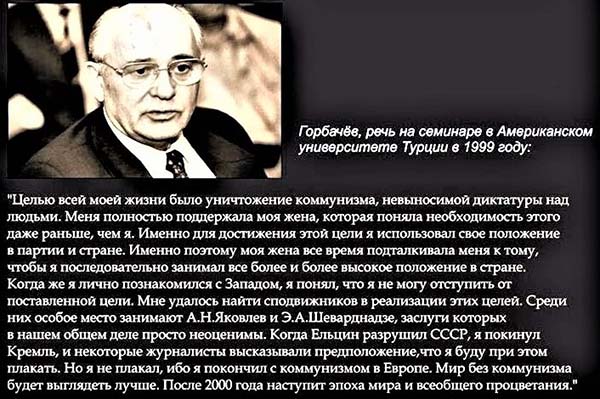 Горбачёв, речь на семинаре в Американском
университете Турции в 1999 году:
"Целью всей моей жизни было уничтожение коммунизма, невыносимой диктатуры над
людьми. Меня полностью поддержала моя жена, которая поняла необходимость этого
даже раньше, чем я. Именно для достижения этой цели я использовал свое положение
в партии и стране. Именно поэтому моя жена все время подталкивала меня к тому,
чтобы я последовательно занимал все более и более высокое положение в стране.
Когда же я лично познакомился с Западом, я понял, что я не могу отступить от
поставленной цели. Мне удалось найти сподвижников в реализации этих целей. Среди
них особое место занимают А.Н.Яковлев и Э.А.Шеварднадзе, заслуги которых
в нашем общем деле просто неоценимы. Когда Ельцин разрушил СССР, я покинул
Кремль, и некоторые журналисты высказывали предположение,что я буду при этом
плакать. Но я не плакал, ибо я покончил с коммунизмом в Европе. Мир без коммунизма
будет выглядеть лучше. После 2000 года наступит эпоха мира и всеобщего процветания."